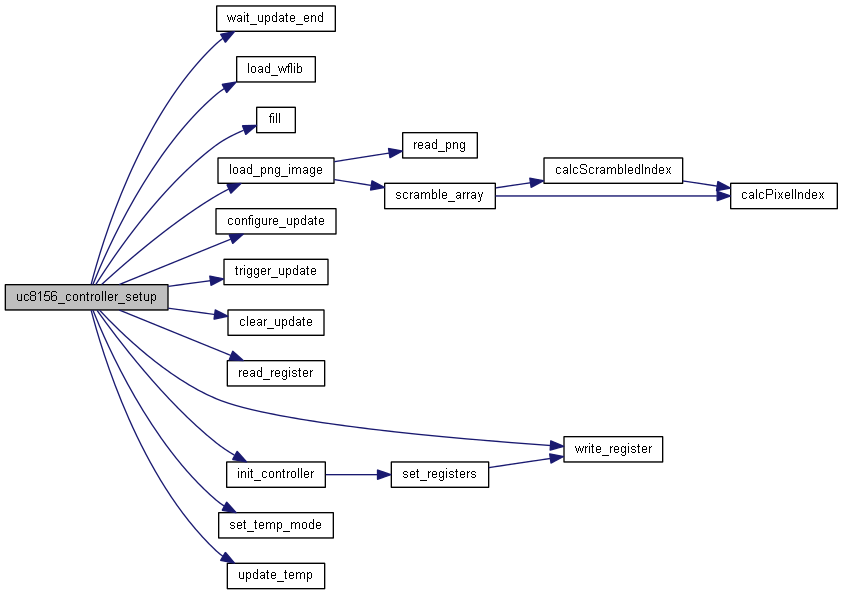 wait_update_end
load_wflib
fill
read_png
load_png_image
calcScrambledIndex
scramble_array
calcPixelIndex
configure_update
trigger_update
uc8156_controller_setup
clear_update
read_register
write_register
init_controller
set_registers
set_temp_mode
update_temp